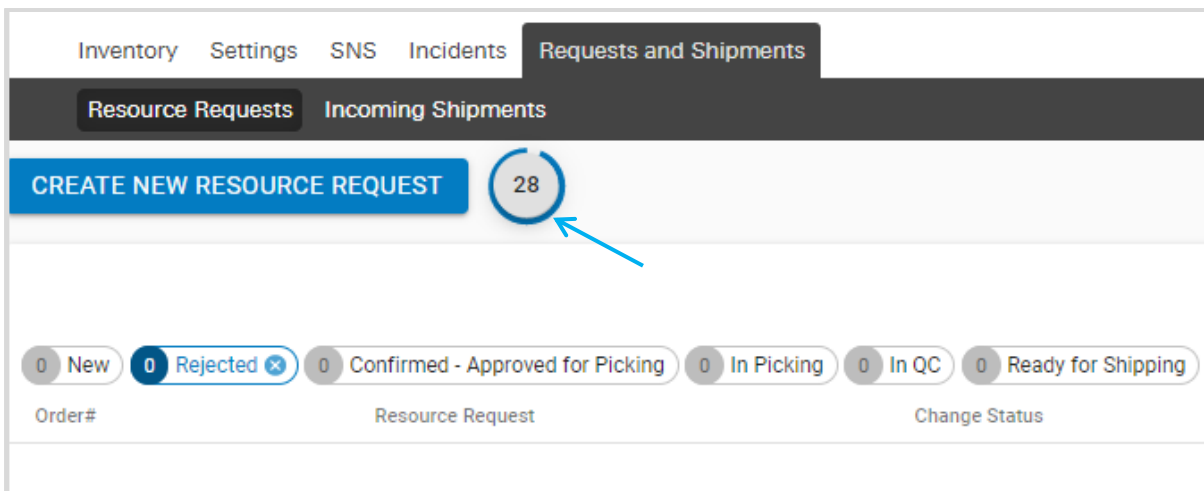 Inventory Settings SNS Incidents Requests and Shipments
Resource Requests Incoming Shipments
CREATE NEW RESOURCE REQUEST 28
0 New 0 Rejected 0 Confirmed - Approved for Picking 0 In Picking 0 In QC 0 Ready for Shipping
Order# Resource Request Change Status